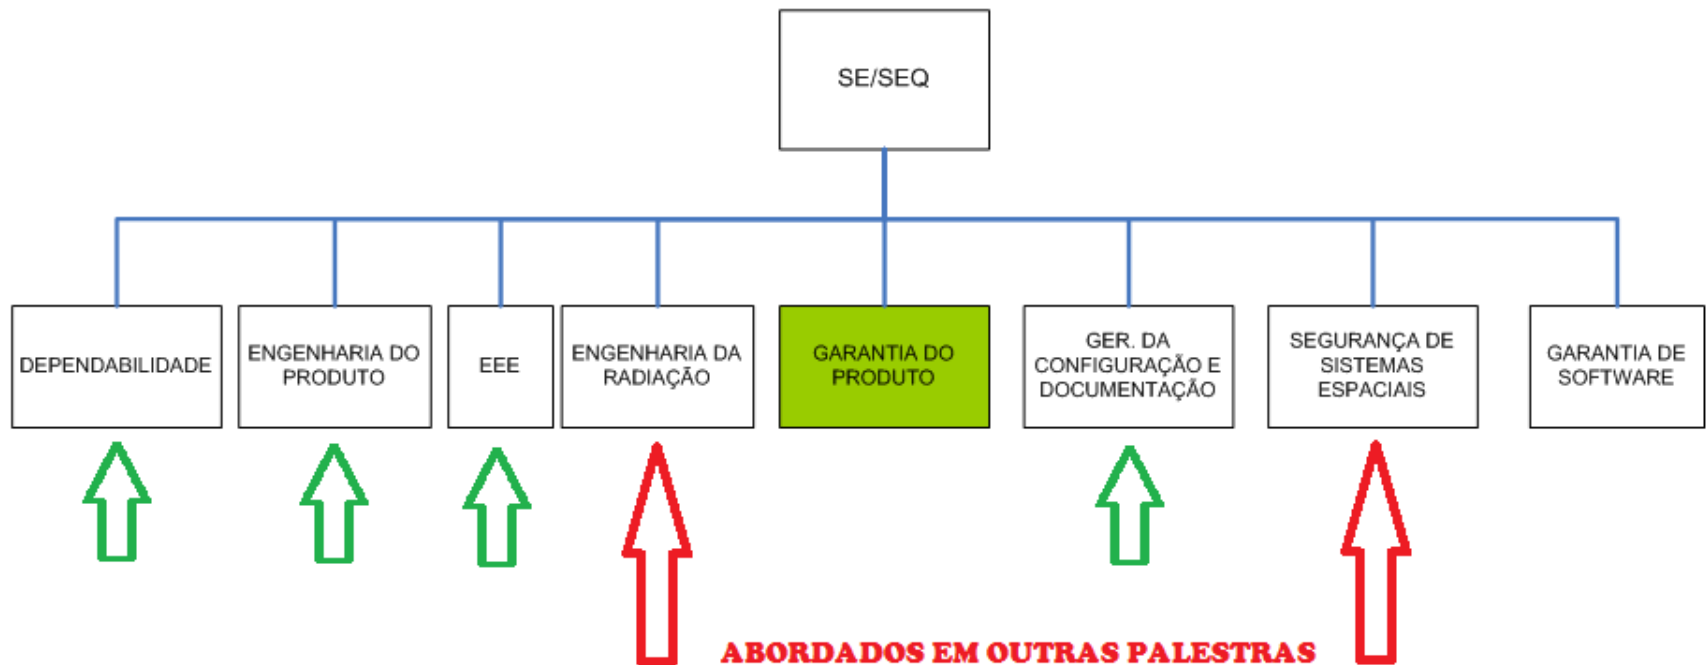 SE/SEQ
DEPENDABILIDADE
ENGENHARIA DO
PRODUTO
EEE
ENGENHARIA DA
RADIAÇÃO
GARANTIA DO
PRODUTO
GER. DA
CONFIGURAÇÃO E
DOCUMENTAÇÃO
SEGURANÇA DE
SISTEMAS
ESPACIAIS
GARANTIA DE
SOFTWARE
ABORDADOS EM OUTRAS PALESTRAS